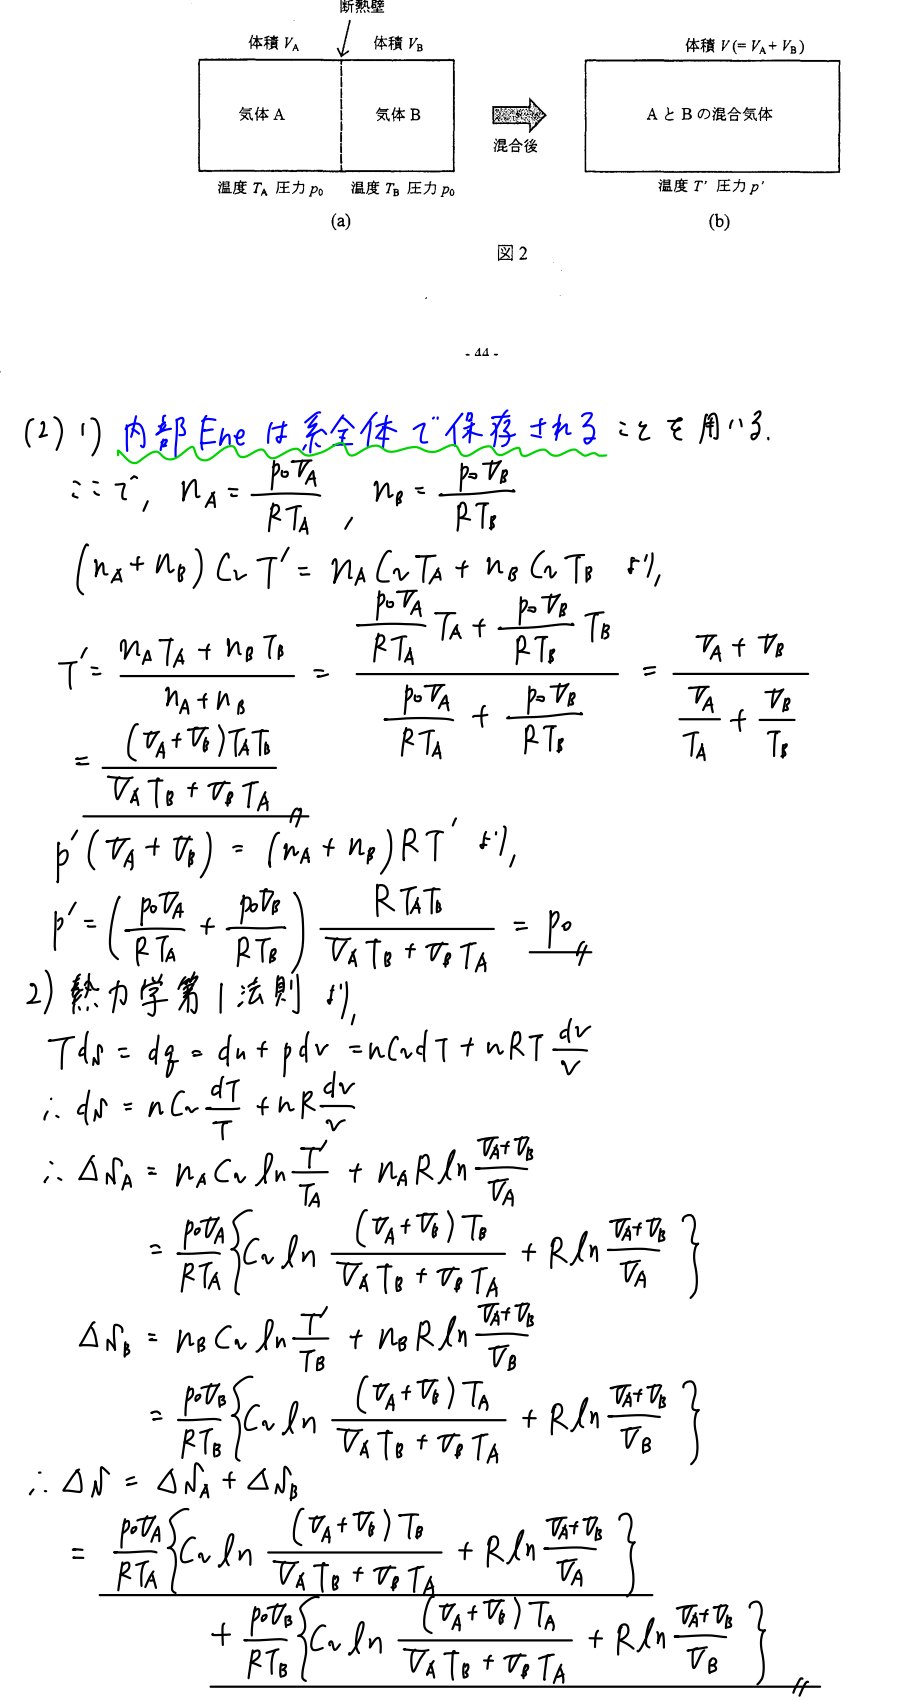 断熱壁
体積 V_A 体積 V_B 体積 V (= V_A + V_B)
気体 A 気体 B A と B の混合気体
混合後
温度 T_A 圧力 p_0 温度 T_B 圧力 p_0 温度 T' 圧力 p'
(a) (b)
図 2
- 44 -
(2) 1) 内部Eneは系全体で保存されることを用いる.
ここで, n_A = p_0V_A/RT_A , n_B = p_0V_B/RT_B
(n_A + n_B) C_v T' = n_A C_v T_A + n_B C_v T_B より,
T' = (n_A T_A + n_B T_B)/(n_A + n_B) = (p_0V_A/RT_A T_A + p_0V_B/RT_B T_B)/(p_0V_A/RT_A + p_0V_B/RT_B) = (V_A + V_B)/(V_A/T_A + V_B/T_B)
= (V_A + V_B) T_A T_B/(V_A T_B + V_B T_A)
p' (V_A + V_B) = (n_A + n_B) R T' より,
p' = (p_0V_A/RT_A + p_0V_B/RT_B) R T_A T_B/(V_A T_B + V_B T_A) = p_0
2) 熱力学第1法則より,
Tds = dq = du + pdv = nC_v dT + nRT dv/v
∴ ds = nC_v dT/T + nR dv/v
∴ Δs_A = n_A C_v ln T'/T_A + n_A R ln (V_A+V_B)/V_A
= p_0V_A/RT_A {C_v ln (V_A+V_B)T_B/(V_A T_B + V_B T_A) + R ln (V_A+V_B)/V_A}
Δs_B = n_B C_v ln T'/T_B + n_B R ln (V_A+V_B)/V_B
= p_0V_B/RT_B {C_v ln (V_A+V_B)T_A/(V_A T_B + V_B T_A) + R ln (V_A+V_B)/V_B}
∴ Δs = Δs_A + Δs_B
= p_0V_A/RT_A {C_v ln (V_A+V_B)T_B/(V_A T_B + V_B T_A) + R ln (V_A+V_B)/V_A}
+ p_0V_B/RT_B {C_v ln (V_A+V_B)T_A/(V_A T_B + V_B T_A) + R ln (V_A+V_B)/V_B}